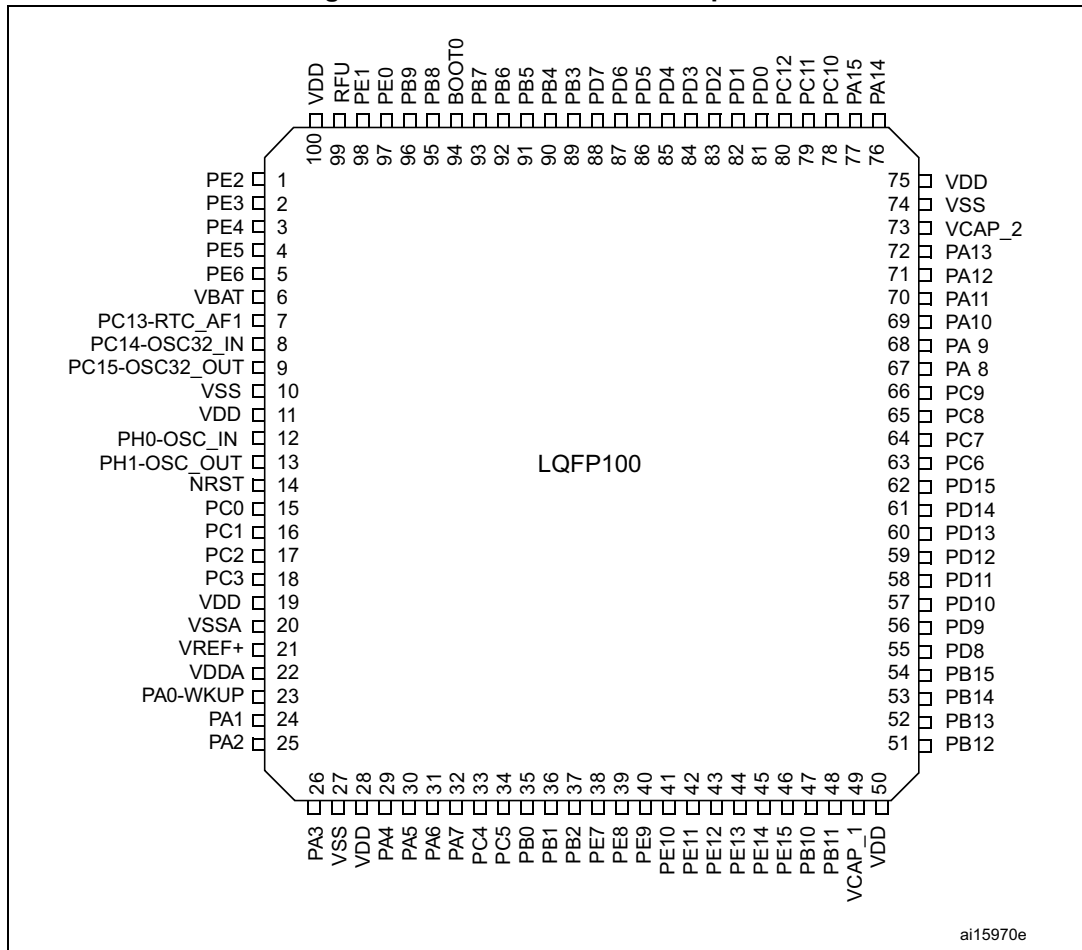 VDD
RFU
PE1
PE0
PB9
PB8
BOOT0
PB7
PB6
PB5
PB4
PB3
PD7
PD6
PD5
PD4
PD3
PD2
PD1
PD0
PC12
PC11
PC10
PA15
PA14
100
99
98
97
96
95
94
93
92
91
90
89
88
87
86
85
84
83
82
81
80
79
78
77
76
PE2 1
PE3 2
PE4 3
PE5 4
PE6 5
VBAT 6
PC13-RTC_AF1 7
PC14-OSC32_IN 8
PC15-OSC32_OUT 9
VSS 10
VDD 11
PH0-OSC_IN 12
PH1-OSC_OUT 13
NRST 14
PC0 15
PC1 16
PC2 17
PC3 18
VDD 19
VSSA 20
VREF+ 21
VDDA 22
PA0-WKUP 23
PA1 24
PA2 25
LQFP100
75 VDD
74 VSS
73 VCAP_2
72 PA13
71 PA12
70 PA11
69 PA10
68 PA 9
67 PA 8
66 PC9
65 PC8
64 PC7
63 PC6
62 PD15
61 PD14
60 PD13
59 PD12
58 PD11
57 PD10
56 PD9
55 PD8
54 PB15
53 PB14
52 PB13
51 PB12
26
27
28
29
30
31
32
33
34
35
36
37
38
39
40
41
42
43
44
45
46
47
48
49
50
PA3
VSS
VDD
PA4
PA5
PA6
PA7
PC4
PC5
PB0
PB1
PB2
PE7
PE8
PE9
PE10
PE11
PE12
PE13
PE14
PE15
PB10
PB11
VCAP_1
VDD
ai15970e